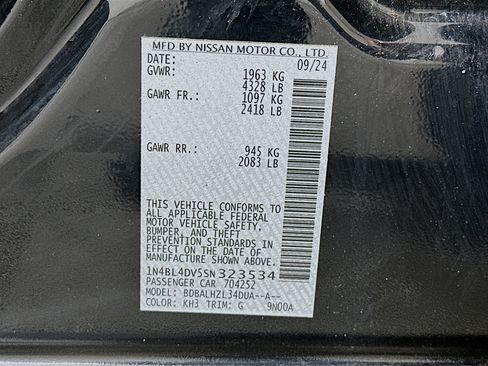 MFD BY NISSAN MOTOR CO., LTD.
DATE: 09/24
GVWR: 1963 KG
4328 LB
GAWR FR.: 1097 KG
2418 LB
GAWR RR.: 945 KG
2083 LB
THIS VEHICLE CONFORMS TO
ALL APPLICABLE FEDERAL
MOTOR VEHICLE SAFETY,
BUMPER, AND THEFT
PREVENTION STANDARDS IN
EFFECT ON THE DATE OF
MANUFACTURE SHOWN ABOVE.
1N4BL4DV5SN323534
PASSENGER CAR 704252
MODEL: BDBALHZL34DUA--A--
COLOR: KH3 TRIM: G 9N00A